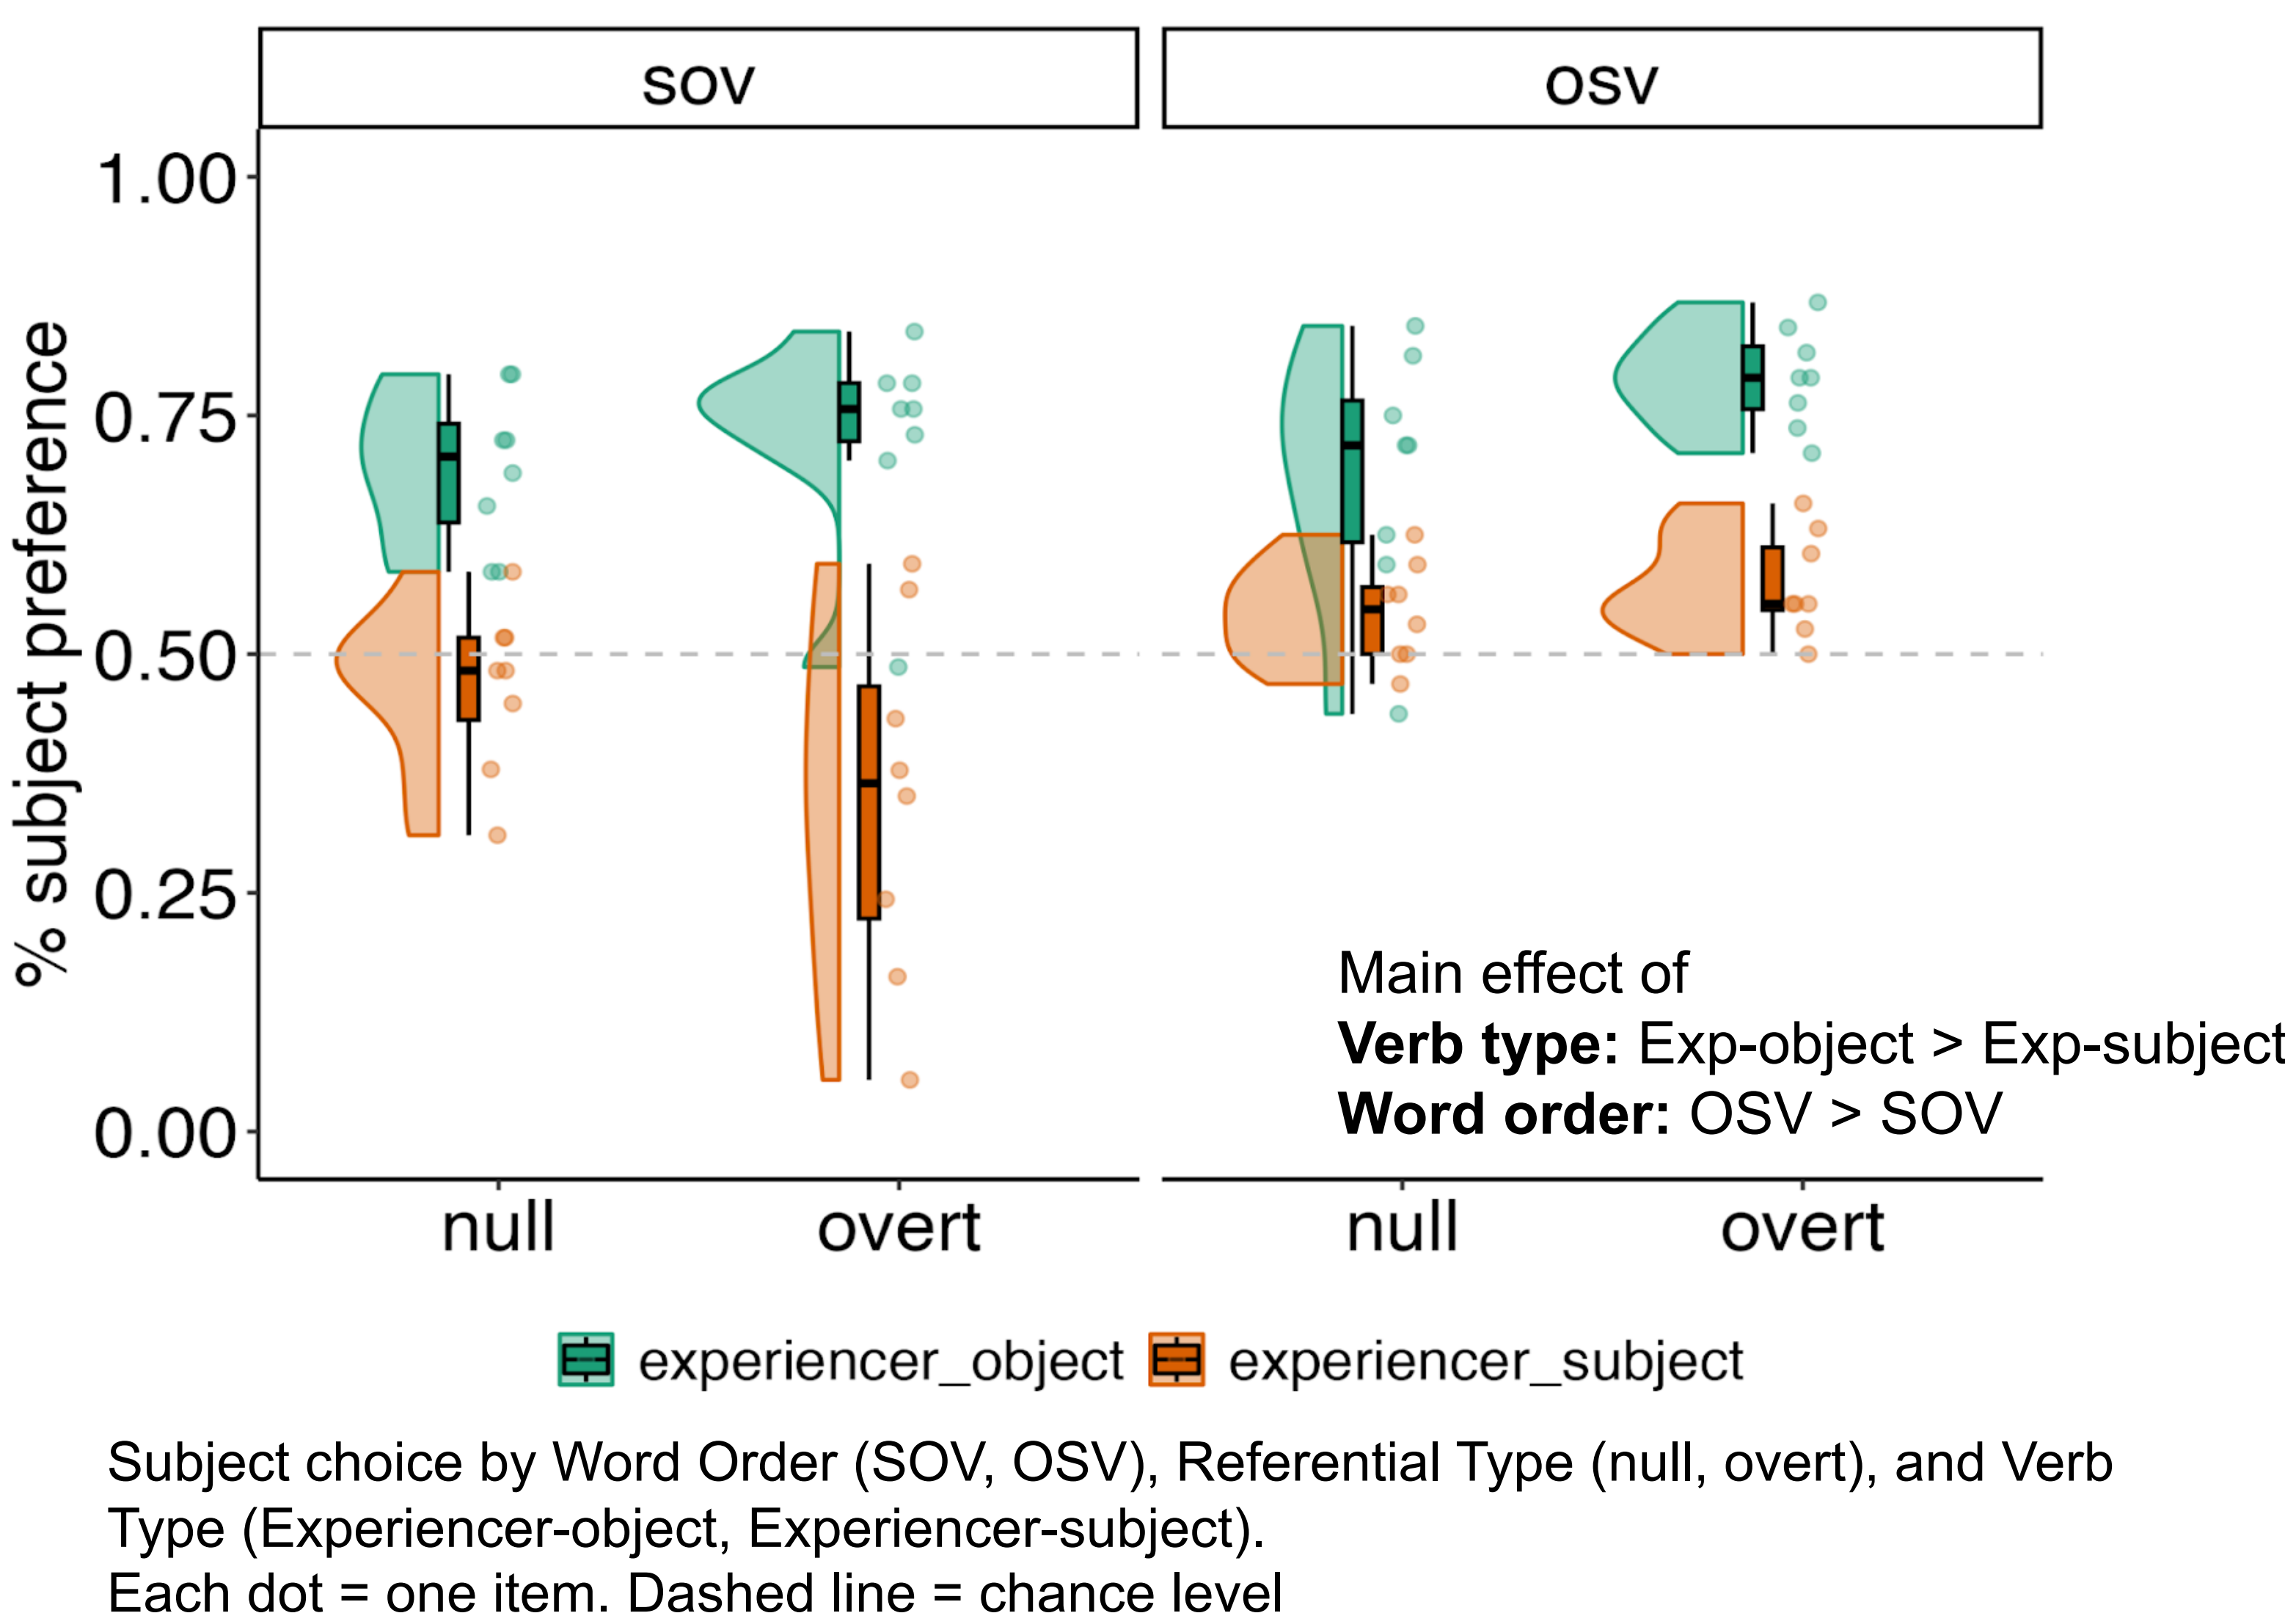 sov osv
1.00
0.75
0.50
0.25
0.00
% subject preference
Main effect of
Verb type: Exp-object > Exp-subject
Word order: OSV > SOV
null overt null overt
experiencer_object experiencer_subject
Subject choice by Word Order (SOV, OSV), Referential Type (null, overt), and Verb
Type (Experiencer-object, Experiencer-subject).
Each dot = one item. Dashed line = chance level